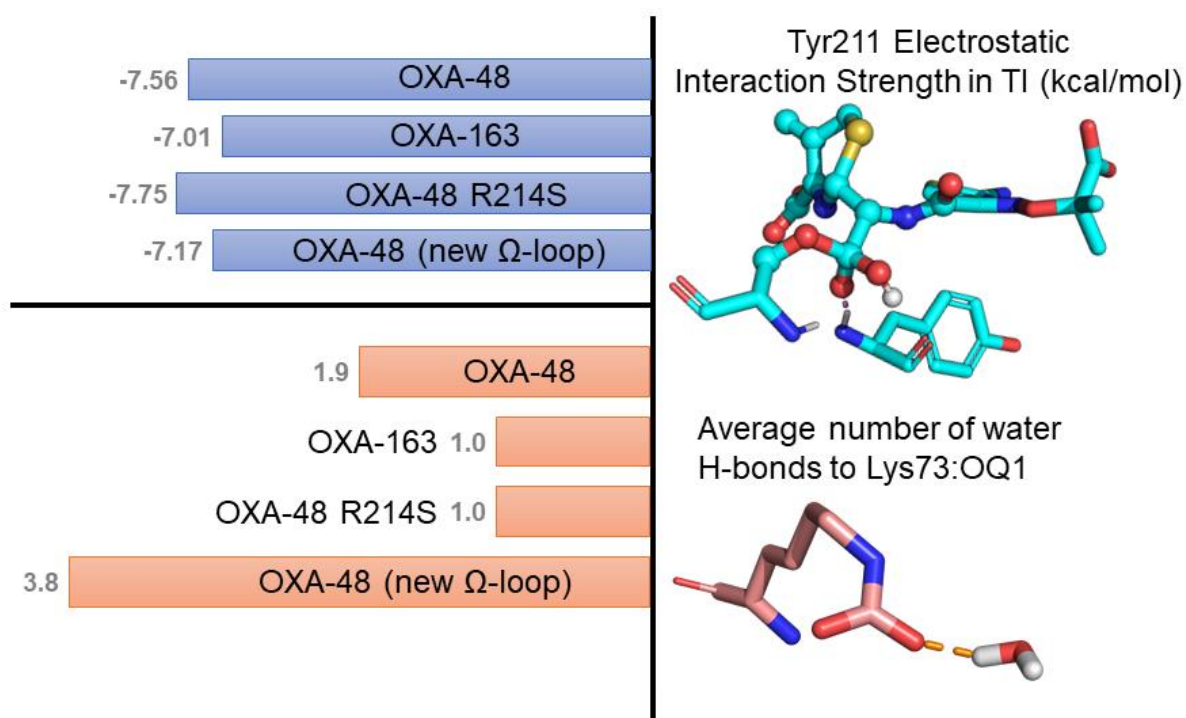 Tyr211 Electrostatic
Interaction Strength in TI (kcal/mol)
-7.56 OXA-48
-7.01 OXA-163
-7.75 OXA-48 R214S
-7.17 OXA-48 (new Ω-loop)
1.9 OXA-48
OXA-163 1.0
OXA-48 R214S 1.0
3.8 OXA-48 (new Ω-loop)
Average number of water
H-bonds to Lys73:OQ1